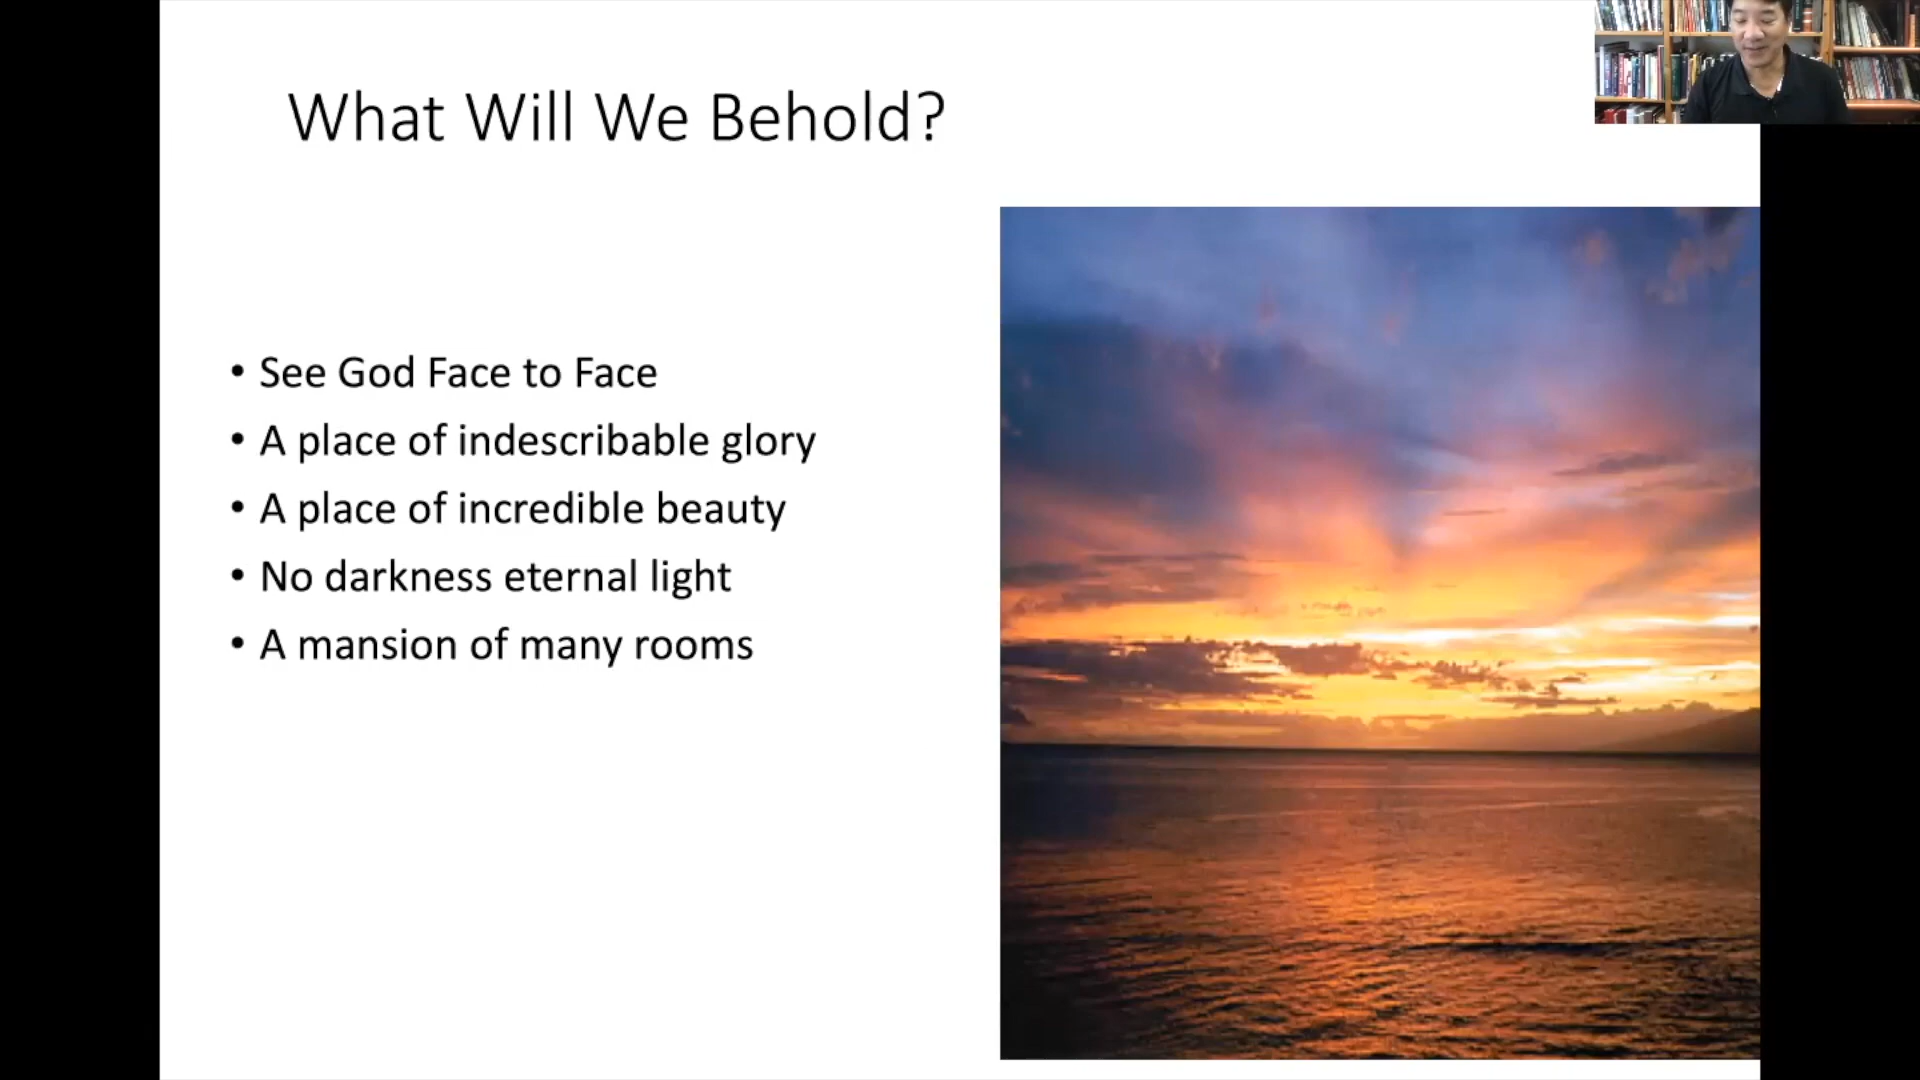 What Will We Behold?
• See God Face to Face
• A place of indescribable glory
• A place of incredible beauty
• No darkness eternal light
• A mansion of many rooms